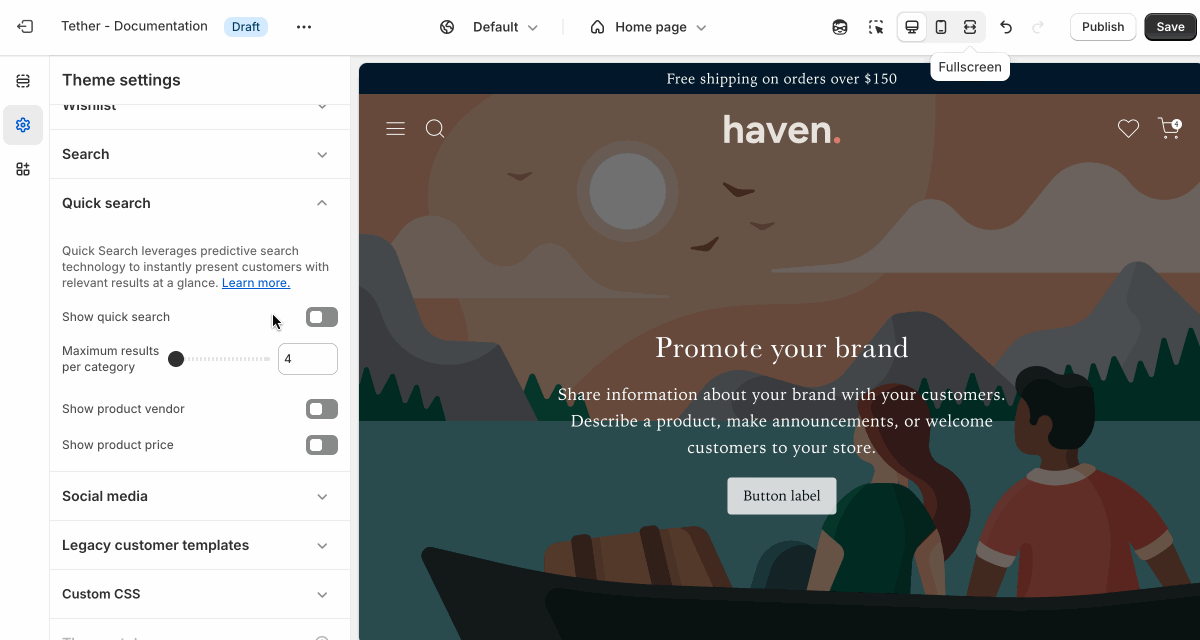 Tether - Documentation
Draft
Default
Home page
Publish
Save
Fullscreen
Theme settings
Wishlist
Search
Quick search
Quick Search leverages predictive search
technology to instantly present customers with
relevant results at a glance. Learn more.
Show quick search
Maximum results
per category
4
Show product vendor
Show product price
Social media
Legacy customer templates
Custom CSS
Free shipping on orders over $150
haven.
4
Promote your brand
Share information about your brand with your customers.
Describe a product, make announcements, or welcome
customers to your store.
Button label